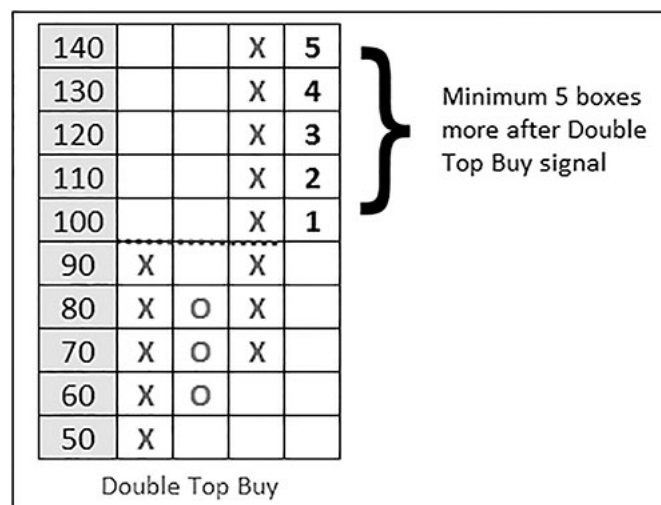 140 X 5
130 X 4
120 X 3
110 X 2
100 X 1
90 X X
80 X O X
70 X O X
60 X O
50 X
Minimum 5 boxes
more after Double
Top Buy signal
Double Top Buy